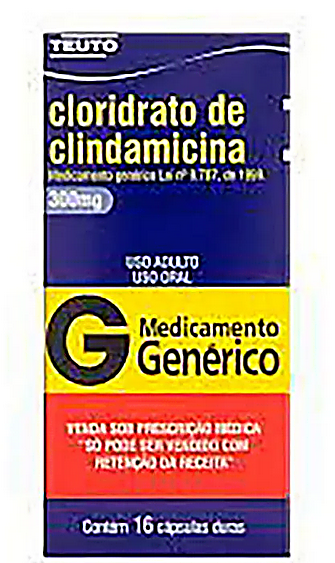 TEUTO
cloridrato de
clindamicina
Medicamento genérico Lei nº 9.787, de 1999
300mg
USO ADULTO
USO ORAL
G Medicamento
Genérico
VENDA SOB PRESCRIÇÃO MÉDICA
"SÓ PODE SER VENDIDO COM
RETENÇÃO DA RECEITA"
Contém 16 cápsulas duras